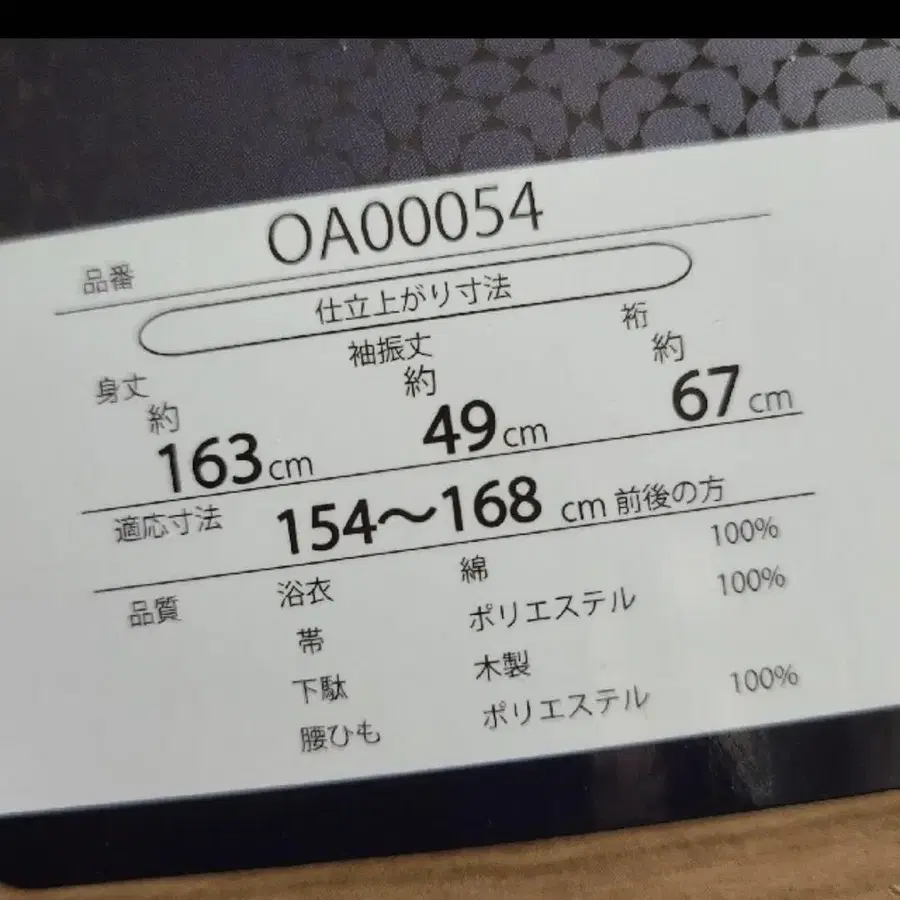 品番 OA00054
仕立上がり寸法
身丈 袖振丈 裄
約 約 約
163cm 49cm 67cm
適応寸法 154〜168 cm前後の方
品質 浴衣 綿 100%
帯 ポリエステル 100%
下駄 木製
腰ひも ポリエステル 100%